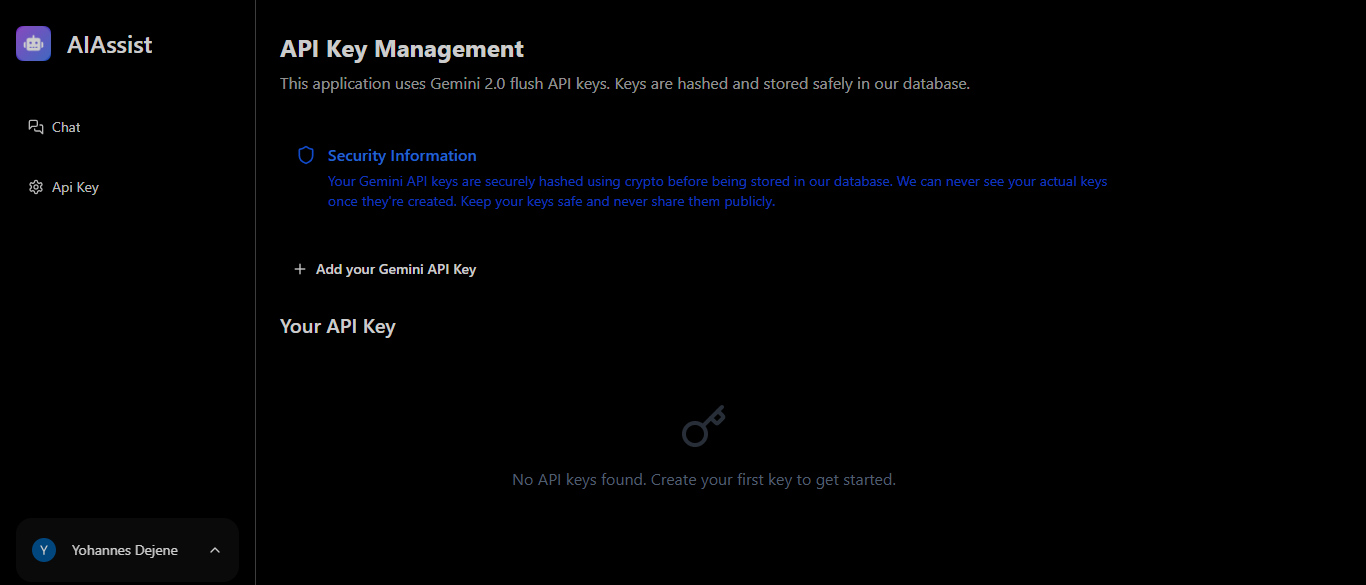 AIAssist
Chat
Api Key
API Key Management
This application uses Gemini 2.0 flush API keys. Keys are hashed and stored safely in our database.
Security Information
Your Gemini API keys are securely hashed using crypto before being stored in our database. We can never see your actual keys
once they're created. Keep your keys safe and never share them publicly.
Add your Gemini API Key
Your API Key
No API keys found. Create your first key to get started.
Y
Yohannes Dejene